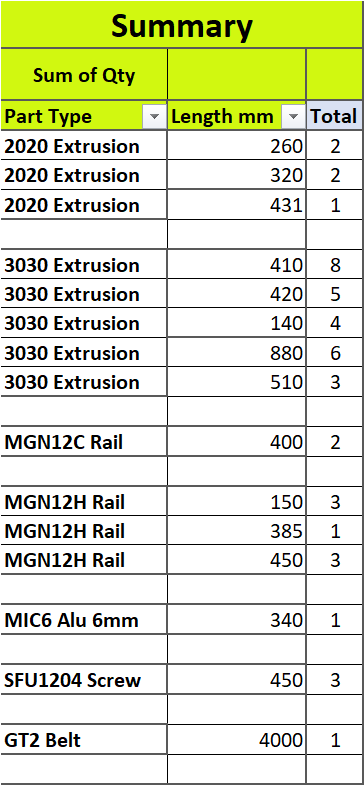 Summary
Sum of Qty
Part Type Length mm Total
2020 Extrusion 260 2
2020 Extrusion 320 2
2020 Extrusion 431 1
3030 Extrusion 410 8
3030 Extrusion 420 5
3030 Extrusion 140 4
3030 Extrusion 880 6
3030 Extrusion 510 3
MGN12C Rail 400 2
MGN12H Rail 150 3
MGN12H Rail 385 1
MGN12H Rail 450 3
MIC6 Alu 6mm 340 1
SFU1204 Screw 450 3
GT2 Belt 4000 1